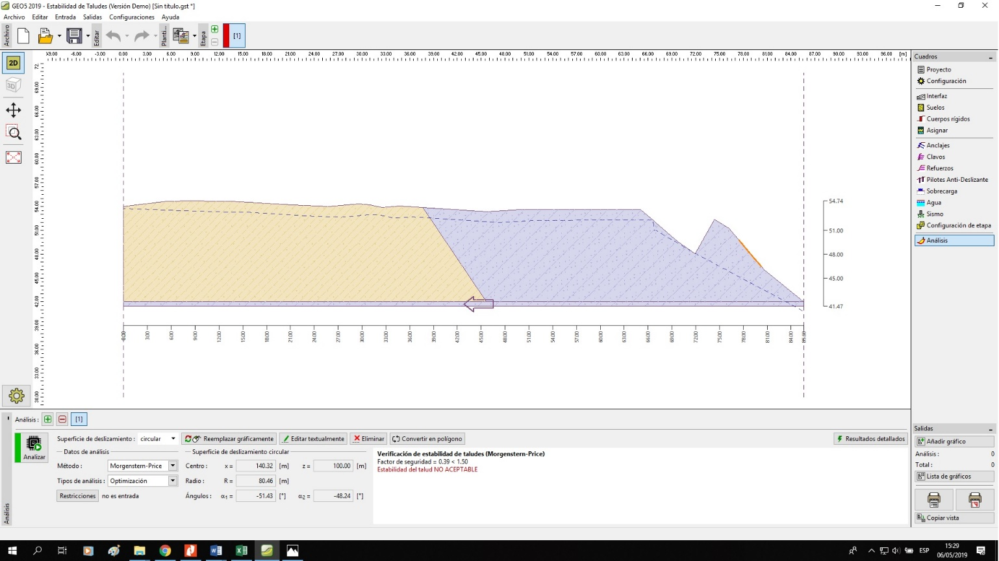 GEO5 2019 - Estabilidad de Taludes (Versión Demo) [Sin título.gst *]
Archivo Editar Entrada Salidas Configuraciones Ayuda
Archivo Editar Planti... Etapa [1]
-6.00 -3.00 0.00 3.00 6.00 9.00 12.00 15.00 18.00 21.00 24.00 27.00 30.00 33.00 36.00 39.00 42.00 45.00 48.00 51.00 54.00 57.00 60.00 63.00 66.00 69.00 72.00 75.00 78.00 81.00 84.00 87.00 90.00 93.00 96.00 [m]
2D
3D
72.
69.00
66.00
63.00
60.00
57.00
54.00
51.00
48.00
45.00
42.00
39.00
36.00
33.00
30.00
54.74
51.00
48.00
45.00
41.47
-0.00 3.00 6.00 9.00 12.00 15.00 18.00 21.00 24.00 27.00 30.00 33.00 36.00 39.00 42.00 45.00 48.00 51.00 54.00 57.00 60.00 63.00 66.00 69.00 72.00 75.00 78.00 81.00 84.00
Cuadros
Proyecto
Configuración
Interfaz
Suelos
Cuerpos rígidos
Asignar
Anclajes
Clavos
Refuerzos
Pilotes Anti-Deslizante
Sobrecarga
Agua
Sismo
Configuración de etapa
Análisis
Análisis : [1]
Analizar
Superficie de deslizamiento : circular Reemplazar gráficamente Editar textualmente Eliminar Convertir en polígono Resultados detallados
Datos de análisis Superficie de deslizamiento circular
Método : Morgenstern-Price Centro : x = 140.32 [m] z = 100.00 [m]
Tipos de análisis : Optimización Radio : R = 80.46 [m]
Restricciones no es entrada Ángulos : α1 = -51.43 [°] α2 = -48.24 [°]
Verificación de estabilidad de taludes (Morgenstern-Price)
Factor de seguridad = 0.39 < 1.50
Estabilidad del talud NO ACEPTABLE
Análisis
Salidas
Añadir gráfico
Análisis : 0
Total : 0
Lista de gráficos
Copiar vista
ESP
15:29
06/05/2019